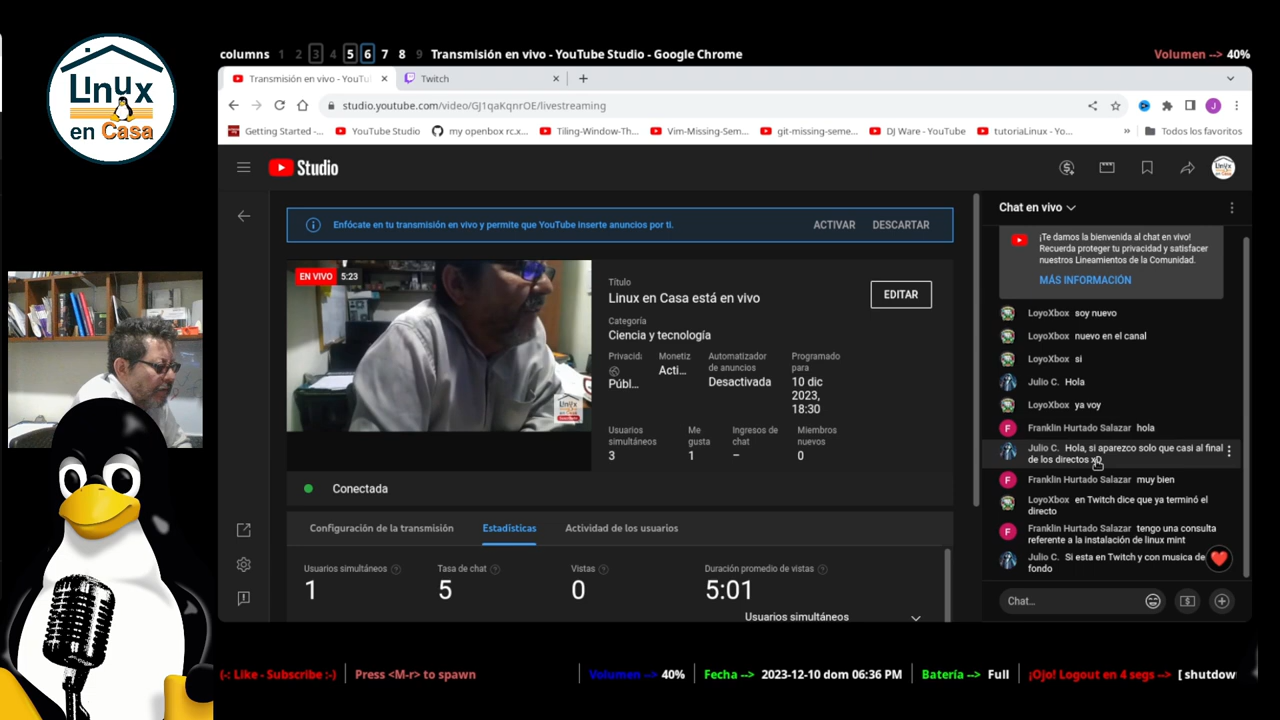 Linux
en Casa
columns 1 2 3 4 5 6 7 8 9 Transmisión en vivo - YouTube Studio - Google Chrome
Volumen --> 40%
Transmisión en vivo - YouTu
Twitch
studio.youtube.com/video/GJ1qaKqnrOE/livestreaming
J
Getting Started -...
YouTube Studio
my openbox rc.x...
Tiling-Window-Th...
Vim-Missing-Sem...
git-missing-seme...
DJ Ware - YouTube
tutoriaLinux - Yo...
»
Todos los favoritos
Studio
Enfócate en tu transmisión en vivo y permite que YouTube inserte anuncios por ti.
ACTIVAR
DESCARTAR
EN VIVO 5:23
Título
Linux en Casa está en vivo
EDITAR
Categoría
Ciencia y tecnología
Privacida
Públ...
Monetiz
Acti...
Automatizador
de anuncios
Desactivada
Programado
para
10 dic
2023,
18:30
Usuarios
simultáneos
3
Me
gusta
1
Ingresos de
chat
–
Miembros
nuevos
0
Conectada
Configuración de la transmisión
Estadísticas
Actividad de los usuarios
Usuarios simultáneos
1
Tasa de chat
5
Vistas
0
Duración promedio de vistas
5:01
Usuarios simultáneos
Chat en vivo
¡Te damos la bienvenida al chat en vivo!
Recuerda proteger tu privacidad y satisfacer
nuestros Lineamientos de la Comunidad.
MÁS INFORMACIÓN
LoyoXbox soy nuevo
LoyoXbox nuevo en el canal
LoyoXbox si
Julio C. Hola
LoyoXbox ya voy
F Franklin Hurtado Salazar hola
Julio C. Hola, si aparezco solo que casi al final
de los directos xD
F Franklin Hurtado Salazar muy bien
LoyoXbox en Twitch dice que ya terminó el
directo
F Franklin Hurtado Salazar tengo una consulta
referente a la instalación de linux mint
Julio C. Si esta en Twitch y con musica de
fondo
Chat...
(-: Like - Subscribe :-)
Press <M-r> to spawn
Volumen --> 40%
Fecha --> 2023-12-10 dom 06:36 PM
Batería --> Full
¡Ojo! Logout en 4 segs --> [ shutdow